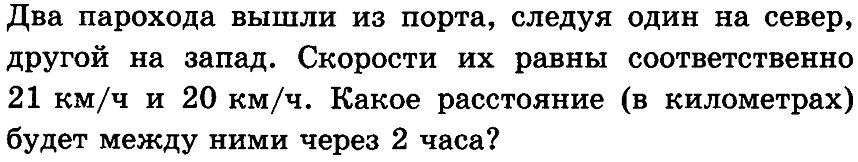 Два парохода вышли из порта, следуя один на север,
другой на запад. Скорости их равны соответственно
21 км/ч и 20 км/ч. Какое расстояние (в километрах)
будет между ними через 2 часа?